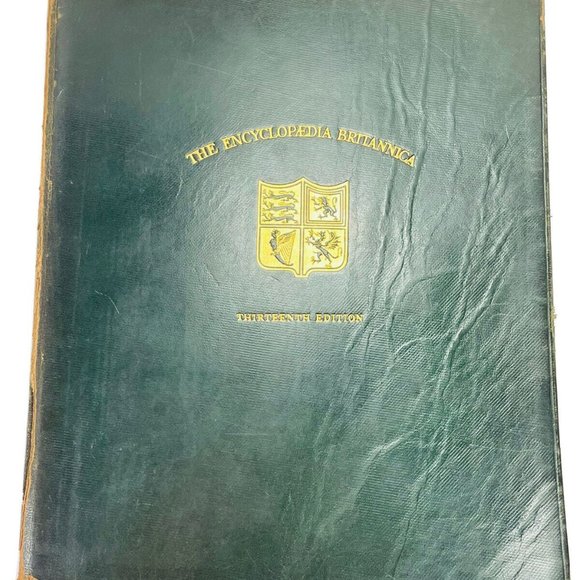 THE ENCYCLOPÆDIA BRITANNICA
THIRTEENTH EDITION